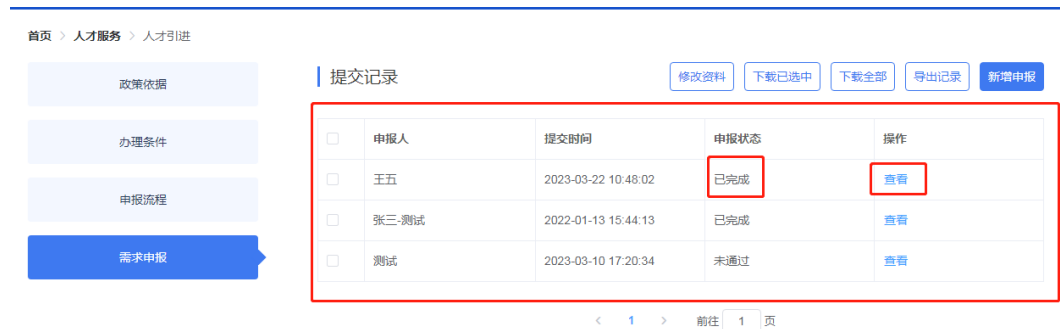 首页 > 人才服务 > 人才引进
政策依据
办理条件
申报流程
需求申报
提交记录
修改资料 下载已选中 下载全部 导出记录 新增申报
申报人 提交时间 申报状态 操作
王五 2023-03-22 10:48:02 已完成 查看
张三-测试 2022-01-13 15:44:13 已完成 查看
测试 2023-03-10 17:20:34 未通过 查看
< 1 > 前往 1 页